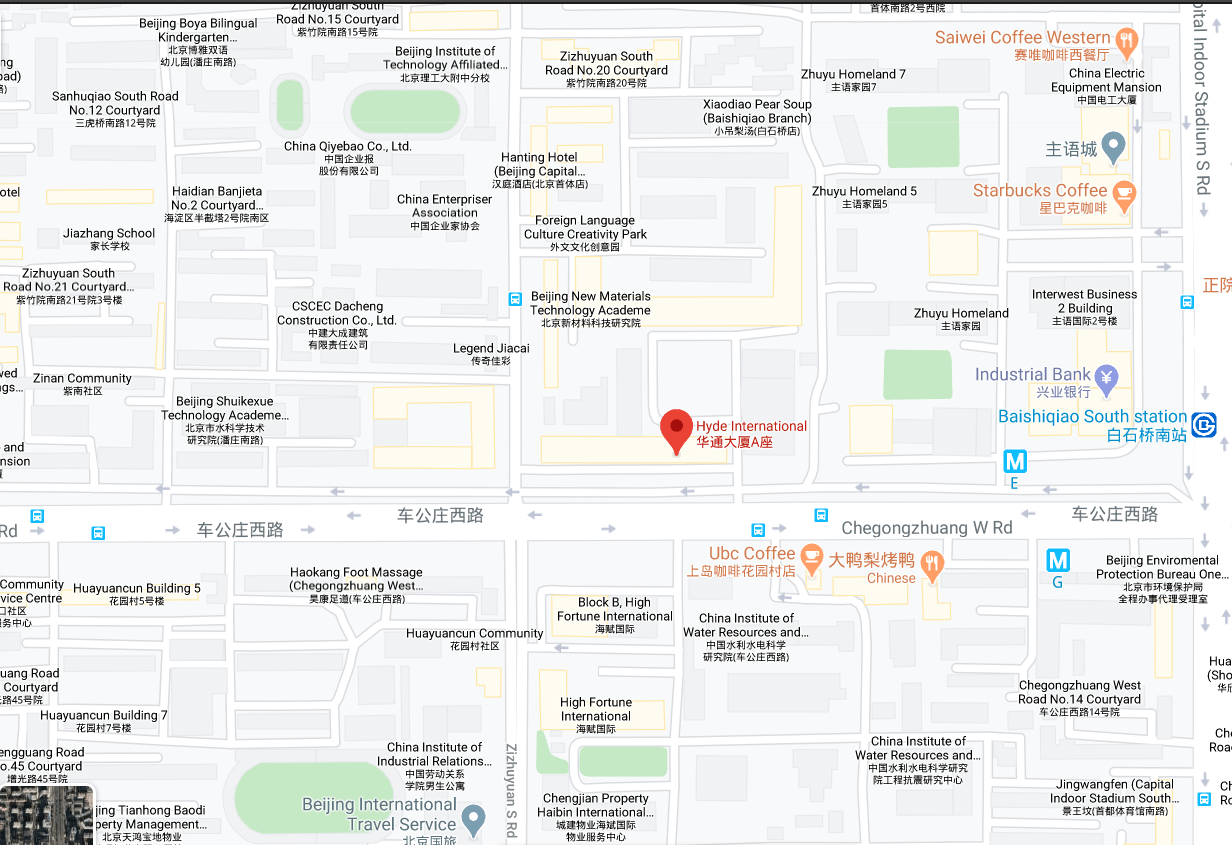 Zizhuyuan South
Road No.15 Courtyard
紫竹院南路15号院
首体南路2号西院
Beijing Boya Bilingual
Kindergarten...
北京博雅双语
幼儿园(潘庄南路)
Beijing Institute of
Technology Affiliated...
北京理工大附中分校
Zizhuyuan South
Road No.20 Courtyard
紫竹院南路20号院
Saiwei Coffee Western
赛唯咖啡西餐厅
Zhuyu Homeland 7
主语家园7
China Electric
Equipment Mansion
中国电工大厦
pital Indoor Stadium S Rd
ng
oad)
Sanhuqiao South Road
No.12 Courtyard
三虎桥南路12号院
Xiaodiao Pear Soup
(Baishiqiao Branch)
小吊梨汤(白石桥店)
China Qiyebao Co., Ltd.
中国企业报
股份有限公司
Hanting Hotel
(Beijing Capital...
汉庭酒店(北京首体店)
主语城
otel
Haidian Banjieta
No.2 Courtyard...
海淀区半截塔2号院南区
China Enterpriser
Association
中国企业家协会
Zhuyu Homeland 5
主语家园5
Starbucks Coffee
星巴克咖啡
Jiazhang School
家长学校
Foreign Language
Culture Creativity Park
外文文化创意园
Zizhuyuan South
Road No.21 Courtyard...
紫竹院南路21号院3号楼
正院
CSCEC Dacheng
Construction Co., Ltd.
中建大成建筑
有限责任公司
Beijing New Materials
Technology Academe
北京新材料科技研究院
Interwest Business
2 Building
主语国际2号楼
Zhuyu Homeland
主语家园
Legend Jiacai
传奇佳彩
wed
ngs...
Zinan Community
紫南社区
Industrial Bank
兴业银行
Beijing Shuikexue
Technology Academe...
北京市水科学技术
研究院(潘庄南路)
Hyde International
华通大厦A座
Baishiqiao South station
白石桥南站
and
nsion
M
E
Rd
车公庄西路
车公庄西路
Chegongzhuang W Rd
车公庄西路
Ubc Coffee
上岛咖啡花园村店
大鸭梨烤鸭
Chinese
M
G
Beijing Enviromental
Protection Bureau One...
北京市环境保护局
全程办事代理受理室
Community
vice Centre
口社区
服务中心
Huayuancun Building 5
花园村5号楼
Haokang Foot Massage
(Chegongzhuang West...
昊康足道(车公庄西路)
Block B, High
Fortune International
海赋国际
China Institute of
Water Resources and...
中国水利水电科学
研究院(车公庄西路)
Huayuancun Community
花园村社区
uang Road
Courtyard
路45号院
Hua
(Sho
华欣
Chegongzhuang West
Road No.14 Courtyard
车公庄西路14号院
High Fortune
International
海赋国际
Huayuancun Building 7
花园村7号楼
engguang Road
o.45 Courtyard
增光路45号院
China Institute of
Industrial Relations...
中国劳动关系
学院男生公寓
Zizhuyuan S Rd
China Institute of
Water Resources and...
中国水利水电科学研究
院工程抗震研究中心
Che
Roa
Beijing International
Travel Service
北京国旅
Chengjian Property
Haibin International...
城建物业海斌国际
物业服务中心
Jingwangfen (Capital
Indoor Stadium South...
景王坟(首都体育馆南路)
Ch
Ro
jing Tianhong Baodi
perty Management...
北京天鸿宝地物业